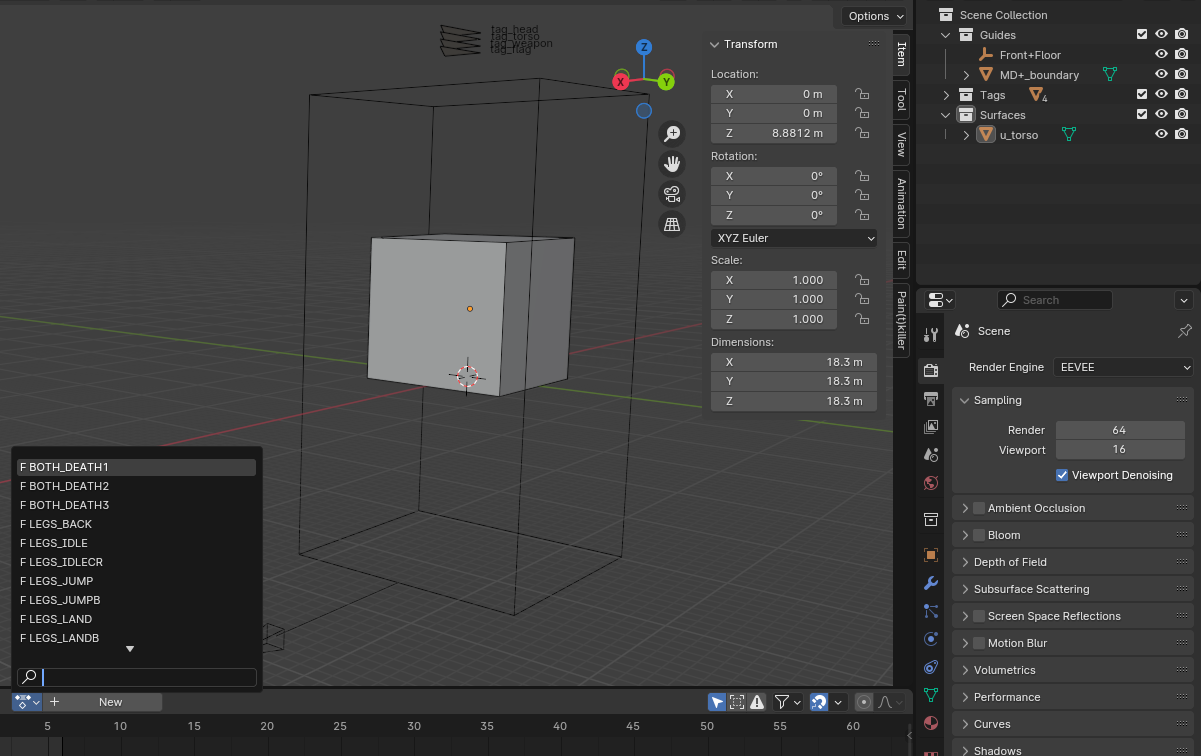 tag_head
tag_torso
tag_weapon
tag_flag
Options
Z
X
Y
Transform
Location:
X 0 m
Y 0 m
Z 8.8812 m
Rotation:
X 0°
Y 0°
Z 0°
XYZ Euler
Scale:
X 1.000
Y 1.000
Z 1.000
Dimensions:
X 18.3 m
Y 18.3 m
Z 18.3 m
Item
Tool
View
Animation
Edit
Pain(t)killer
F BOTH_DEATH1
F BOTH_DEATH2
F BOTH_DEATH3
F LEGS_BACK
F LEGS_IDLE
F LEGS_IDLECR
F LEGS_JUMP
F LEGS_JUMPB
F LEGS_LAND
F LEGS_LANDB
New
5 10 15 20 25 30 35 40 45 50 55 60
Scene Collection
Guides
Front+Floor
MD+_boundary
Tags 4
Surfaces
u_torso
Search
Scene
Render Engine EEVEE
Sampling
Render 64
Viewport 16
Viewport Denoising
Ambient Occlusion
Bloom
Depth of Field
Subsurface Scattering
Screen Space Reflections
Motion Blur
Volumetrics
Performance
Curves
Shadows